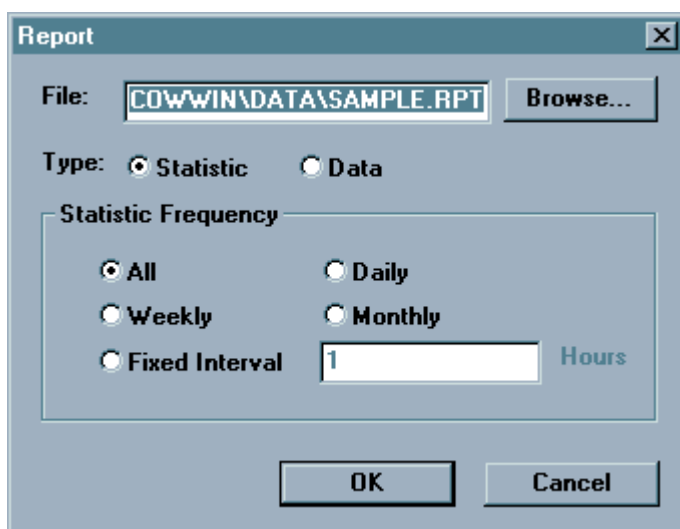 Report
File: COWWIN\DATA\SAMPLE.RPT Browse...
Type: Statistic Data
Statistic Frequency
All Daily
Weekly Monthly
Fixed Interval 1 Hours
OK Cancel